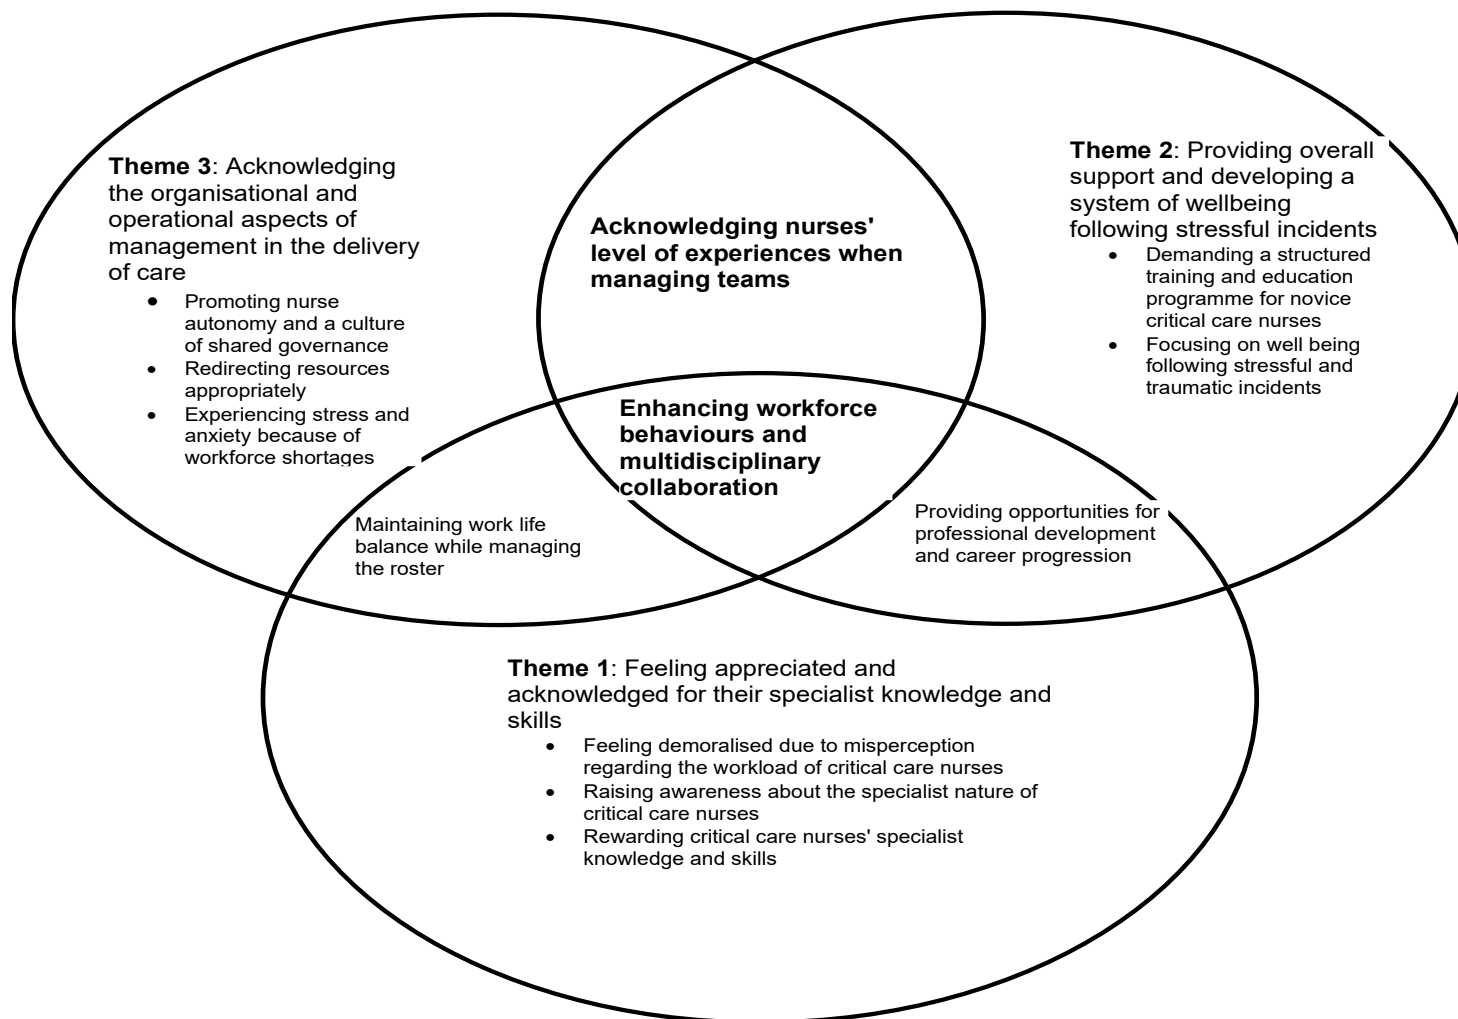 Theme 3: Acknowledging
the organisational and
operational aspects of
management in the delivery
of care
• Promoting nurse
autonomy and a culture
of shared governance
• Redirecting resources
appropriately
• Experiencing stress and
anxiety because of
workforce shortages
Acknowledging nurses'
level of experiences when
managing teams
Theme 2: Providing overall
support and developing a
system of wellbeing
following stressful incidents
• Demanding a structured
training and education
programme for novice
critical care nurses
• Focusing on well being
following stressful and
traumatic incidents
Enhancing workforce
behaviours and
multidisciplinary
collaboration
Maintaining work life
balance while managing
the roster
Providing opportunities for
professional development
and career progression
Theme 1: Feeling appreciated and
acknowledged for their specialist knowledge and
skills
• Feeling demoralised due to misperception
regarding the workload of critical care nurses
• Raising awareness about the specialist nature of
critical care nurses
• Rewarding critical care nurses' specialist
knowledge and skills